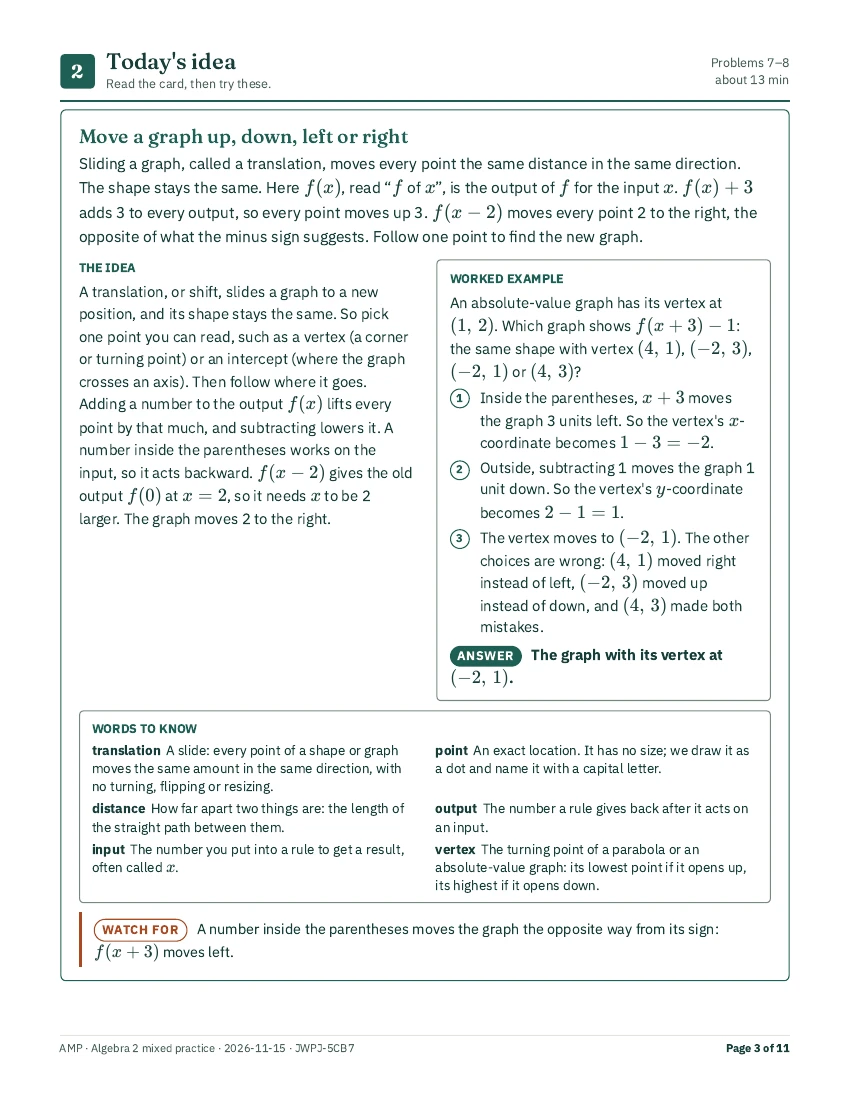 2
Today's idea
Read the card, then try these.
Problems 7–8
about 13 min
Move a graph up, down, left or right
Sliding a graph, called a translation, moves every point the same distance in the same direction.
The shape stays the same. Here f(x), read “f of x”, is the output of f for the input x. f(x) + 3
adds 3 to every output, so every point moves up 3. f(x − 2) moves every point 2 to the right, the
opposite of what the minus sign suggests. Follow one point to find the new graph.
THE IDEA
A translation, or shift, slides a graph to a new
position, and its shape stays the same. So pick
one point you can read, such as a vertex (a corner
or turning point) or an intercept (where the graph
crosses an axis). Then follow where it goes.
Adding a number to the output f(x) lifts every
point by that much, and subtracting lowers it. A
number inside the parentheses works on the
input, so it acts backward. f(x − 2) gives the old
output f(0) at x = 2, so it needs x to be 2
larger. The graph moves 2 to the right.
WORKED EXAMPLE
An absolute-value graph has its vertex at
(1, 2). Which graph shows f(x + 3) − 1:
the same shape with vertex (4, 1), (−2, 3),
(−2, 1) or (4, 3)?
1 Inside the parentheses, x + 3 moves
the graph 3 units left. So the vertex's x-
coordinate becomes 1 − 3 = −2.
2 Outside, subtracting 1 moves the graph 1
unit down. So the vertex's y-coordinate
becomes 2 − 1 = 1.
3 The vertex moves to (−2, 1). The other
choices are wrong: (4, 1) moved right
instead of left, (−2, 3) moved up
instead of down, and (4, 3) made both
mistakes.
ANSWER The graph with its vertex at
(−2, 1).
WORDS TO KNOW
translation A slide: every point of a shape or graph
moves the same amount in the same direction, with
no turning, flipping or resizing.
point An exact location. It has no size; we draw it as
a dot and name it with a capital letter.
distance How far apart two things are: the length of
the straight path between them.
output The number a rule gives back after it acts on
an input.
input The number you put into a rule to get a result,
often called x.
vertex The turning point of a parabola or an
absolute-value graph: its lowest point if it opens up,
its highest if it opens down.
WATCH FOR A number inside the parentheses moves the graph the opposite way from its sign:
f(x + 3) moves left.
AMP · Algebra 2 mixed practice · 2026-11-15 · JWPJ-5CB7
Page 3 of 11